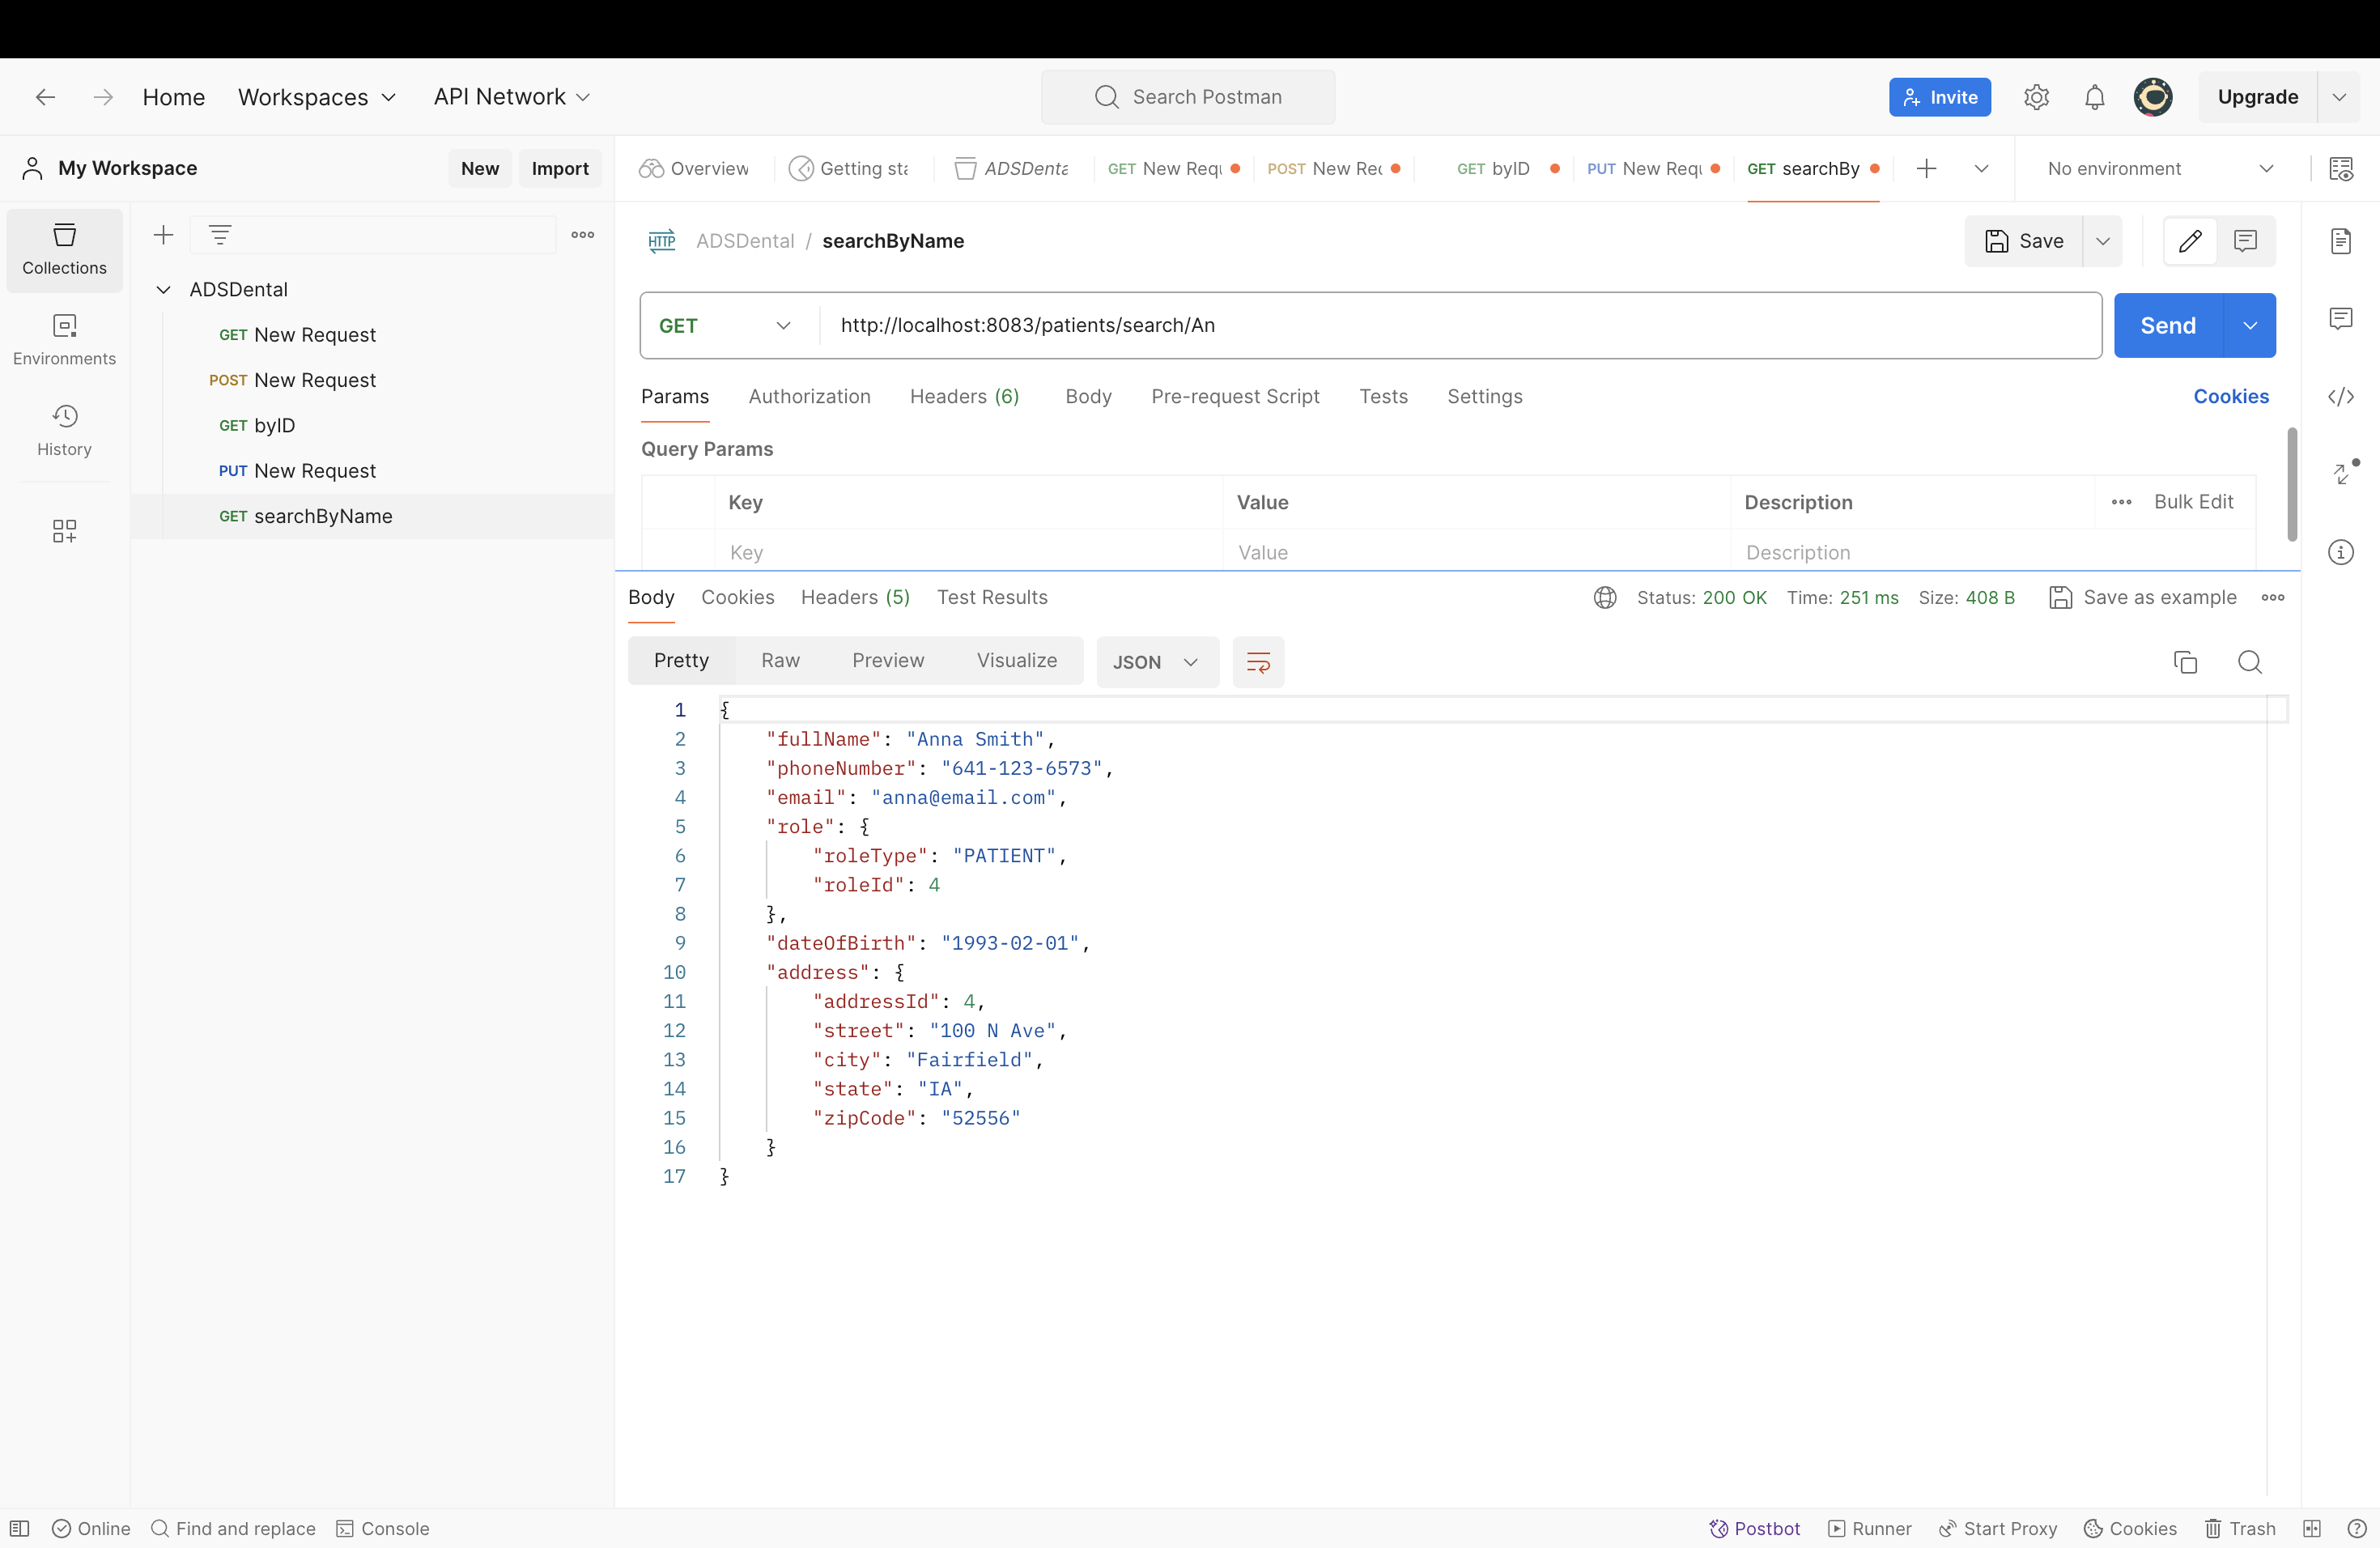 Home Workspaces API Network Search Postman Invite Upgrade
My Workspace New Import Overview Getting sta ADSDenta GET New Requ POST New Rec GET byID PUT New Requ GET searchBy No environment
Collections
Environments
History
ADSDental
GET New Request
POST New Request
GET byID
PUT New Request
GET searchByName
HTTP ADSDental / searchByName Save
GET http://localhost:8083/patients/search/An Send
Params Authorization Headers (6) Body Pre-request Script Tests Settings Cookies
Query Params
Key Value Description Bulk Edit
Key Value Description
Body Cookies Headers (5) Test Results Status: 200 OK Time: 251 ms Size: 408 B Save as example
Pretty Raw Preview Visualize JSON
1 {
2 "fullName": "Anna Smith",
3 "phoneNumber": "641-123-6573",
4 "email": "anna@email.com",
5 "role": {
6 "roleType": "PATIENT",
7 "roleId": 4
8 },
9 "dateOfBirth": "1993-02-01",
10 "address": {
11 "addressId": 4,
12 "street": "100 N Ave",
13 "city": "Fairfield",
14 "state": "IA",
15 "zipCode": "52556"
16 }
17 }
Online Find and replace Console Postbot Runner Start Proxy Cookies Trash